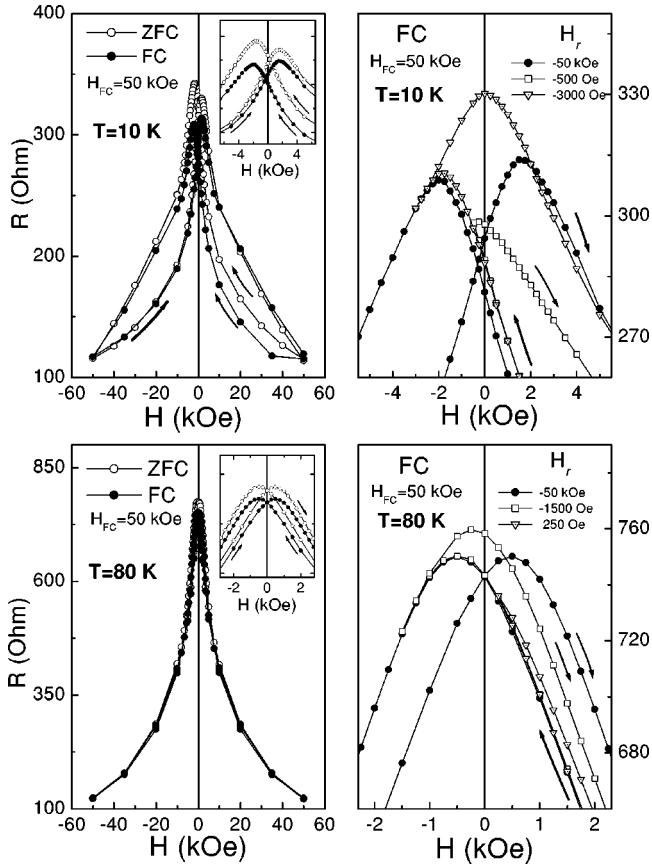 400
300
200
100
R (Ohm)
ZFC
FC
H_FC=50 kOe
T=10 K
-4 0 4
H (kOe)
-60 -40 -20 0 20 40 60
H (kOe)
FC
H_FC=50 kOe
T=10 K
H_r
-50 kOe
-500 Oe
-3000 Oe
330
300
270
-4 -2 0 2 4
H (kOe)
850
600
350
100
R (Ohm)
ZFC
FC
H_FC=50 kOe
T=80 K
-2 0 2
H (kOe)
-60 -40 -20 0 20 40 60
H (kOe)
FC
H_FC=50 kOe
T=80 K
H_r
-50 kOe
-1500 Oe
250 Oe
760
720
680
-2 -1 0 1 2
H (kOe)